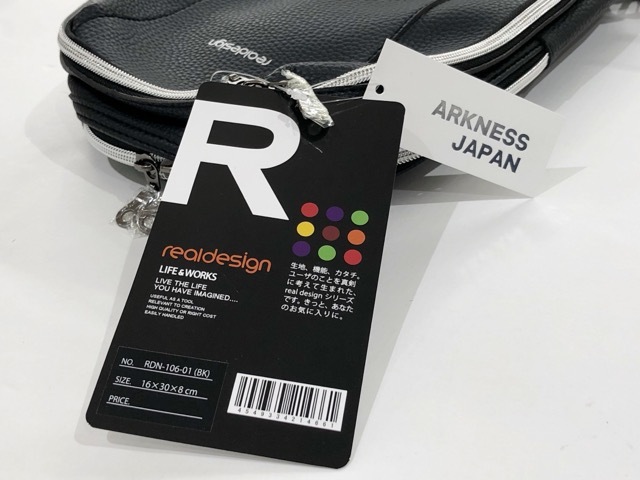 realdesign
ARKNESS
JAPAN
R
realdesign
LIFE & WORKS
LIVE THE LIFE
YOU HAVE IMAGINED....
USEFUL AS A TOOL
RELEVANT TO CREATION
HIGH QUALITY OR RIGHT COST
EASILY HANDLED
生地、機能、カタチ。
ユーザのことを真剣
に考えて生まれた、
real design シリーズ
です。きっと、あなた
のお気に入りに。
NO. RDN-106-01 (BK)
SIZE. 16×30×8 cm
PRICE.
4549334214661